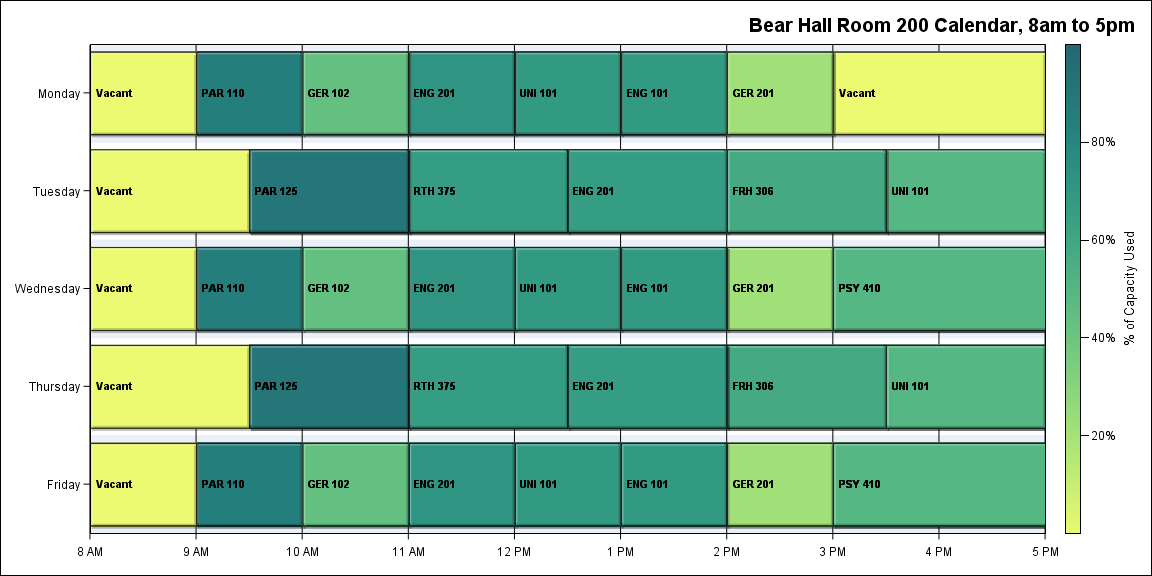 Bear Hall Room 200 Calendar, 8am to 5pm
Monday
Vacant
PAR 110
GER 102
ENG 201
UNI 101
ENG 101
GER 201
Vacant
Tuesday
Vacant
PAR 125
RTH 375
ENG 201
FRH 306
UNI 101
Wednesday
Vacant
PAR 110
GER 102
ENG 201
UNI 101
ENG 101
GER 201
PSY 410
Thursday
Vacant
PAR 125
RTH 375
ENG 201
FRH 306
UNI 101
Friday
Vacant
PAR 110
GER 102
ENG 201
UNI 101
ENG 101
GER 201
PSY 410
8 AM
9 AM
10 AM
11 AM
12 PM
1 PM
2 PM
3 PM
4 PM
5 PM
80%
60%
40%
20%
% of Capacity Used